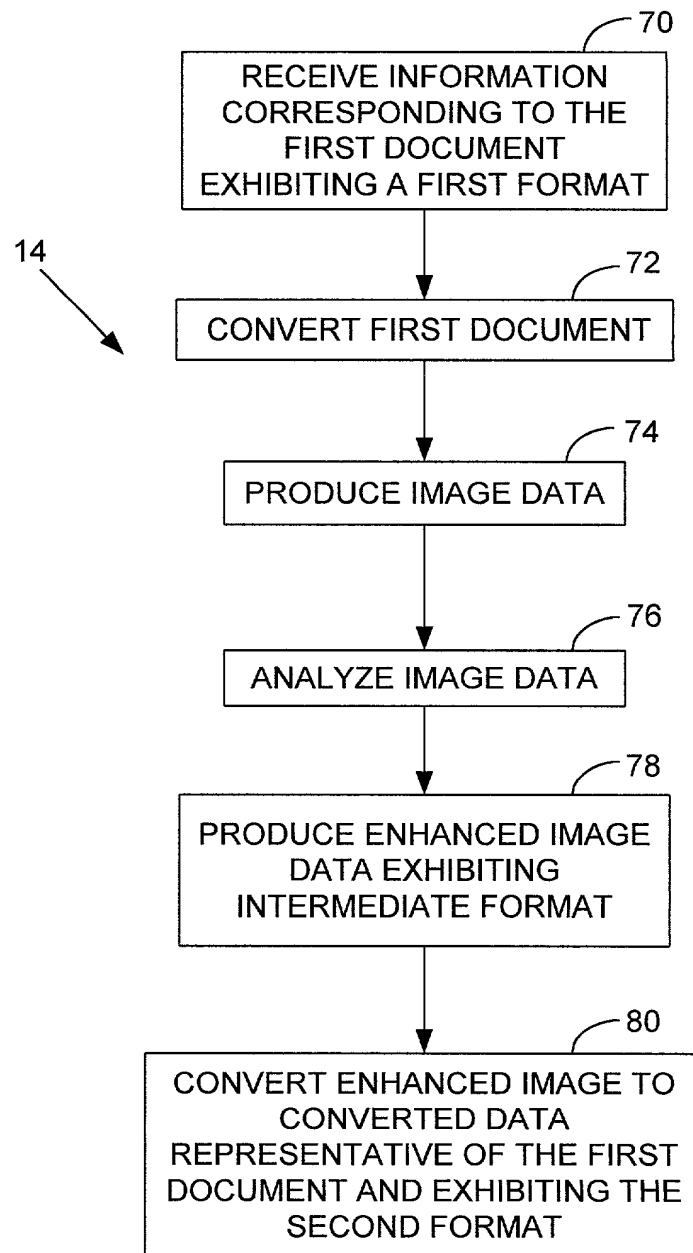 70
RECEIVE INFORMATION
CORRESPONDING TO THE
FIRST DOCUMENT
EXHIBITING A FIRST FORMAT
14
72
CONVERT FIRST DOCUMENT
74
PRODUCE IMAGE DATA
76
ANALYZE IMAGE DATA
78
PRODUCE ENHANCED IMAGE
DATA EXHIBITING
INTERMEDIATE FORMAT
80
CONVERT ENHANCED IMAGE TO
CONVERTED DATA
REPRESENTATIVE OF THE FIRST
DOCUMENT AND EXHIBITING THE
SECOND FORMAT